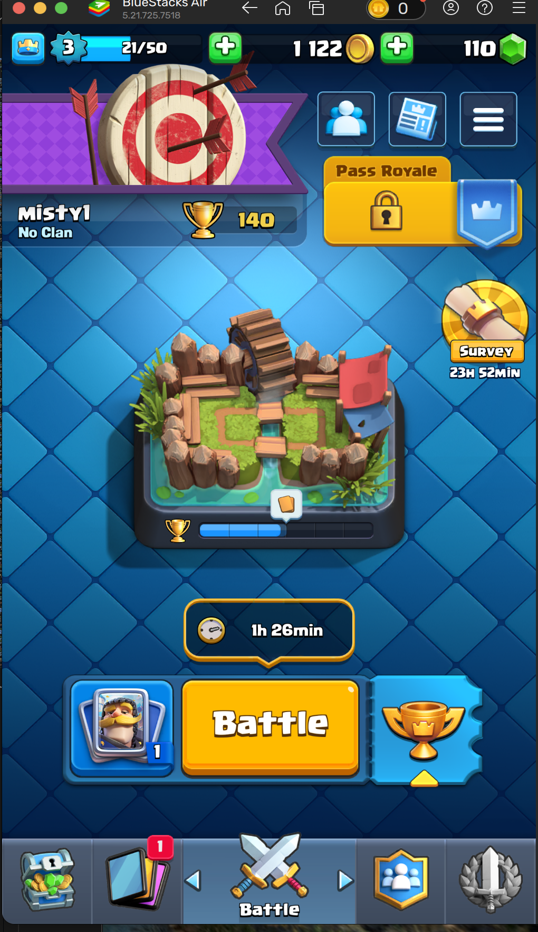 BlueStacks Air
5.21.725.7518
0
3
21/50
1 122
110
Pass Royale
Misty1
No Clan
140
Survey
23h 52min
1h 26min
1
Battle
1
Battle